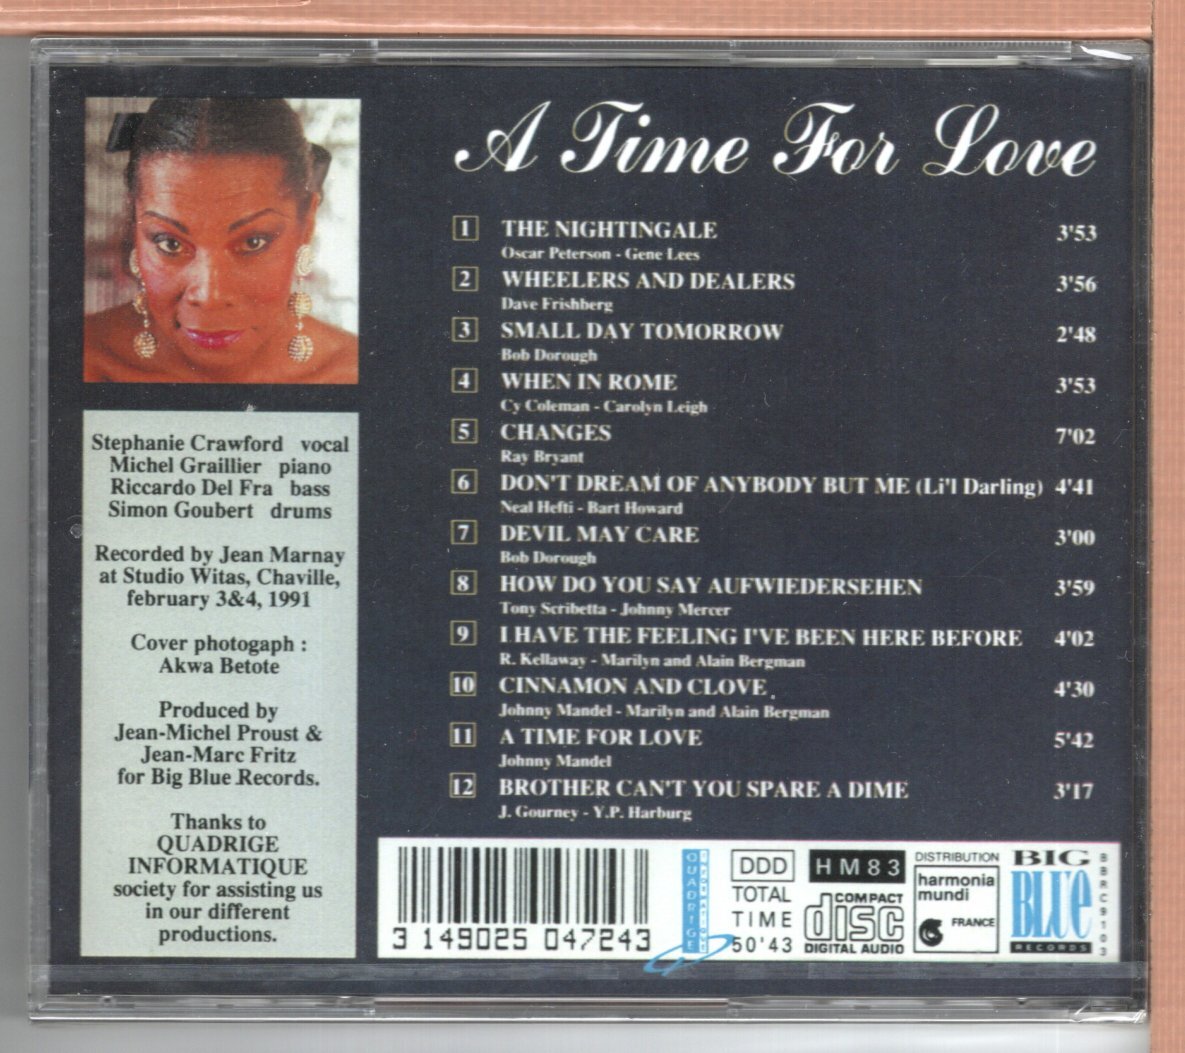 A Time For Love
1 THE NIGHTINGALE 3'53
Oscar Peterson - Gene Lees
2 WHEELERS AND DEALERS 3'56
Dave Frishberg
3 SMALL DAY TOMORROW 2'48
Bob Dorough
4 WHEN IN ROME 3'53
Cy Coleman - Carolyn Leigh
5 CHANGES 7'02
Ray Bryant
6 DON'T DREAM OF ANYBODY BUT ME (Li'l Darling) 4'41
Neal Hefti - Bart Howard
7 DEVIL MAY CARE 3'00
Bob Dorough
8 HOW DO YOU SAY AUFWIEDERSEHEN 3'59
Tony Scribetta - Johnny Mercer
9 I HAVE THE FEELING I'VE BEEN HERE BEFORE 4'02
R. Kellaway - Marilyn and Alain Bergman
10 CINNAMON AND CLOVE 4'30
Johnny Mandel - Marilyn and Alain Bergman
11 A TIME FOR LOVE 5'42
Johnny Mandel
12 BROTHER CAN'T YOU SPARE A DIME 3'17
J. Gourney - Y.P. Harburg
Stephanie Crawford vocal
Michel Graillier piano
Riccardo Del Fra bass
Simon Goubert drums
Recorded by Jean Marnay
at Studio Witas, Chaville,
february 3&4, 1991
Cover photogaph :
Akwa Betote
Produced by
Jean-Michel Proust &
Jean-Marc Fritz
for Big Blue Records.
Thanks to
QUADRIGE
INFORMATIQUE
society for assisting us
in our different
productions.
3 149025 047243
QUADRIGE
DDD
TOTAL
TIME
50'43
HM83
COMPACT
disc
DIGITAL AUDIO
DISTRIBUTION
harmonia
mundi
FRANCE
BIG
BLUE
RECORDS
BBRC9103